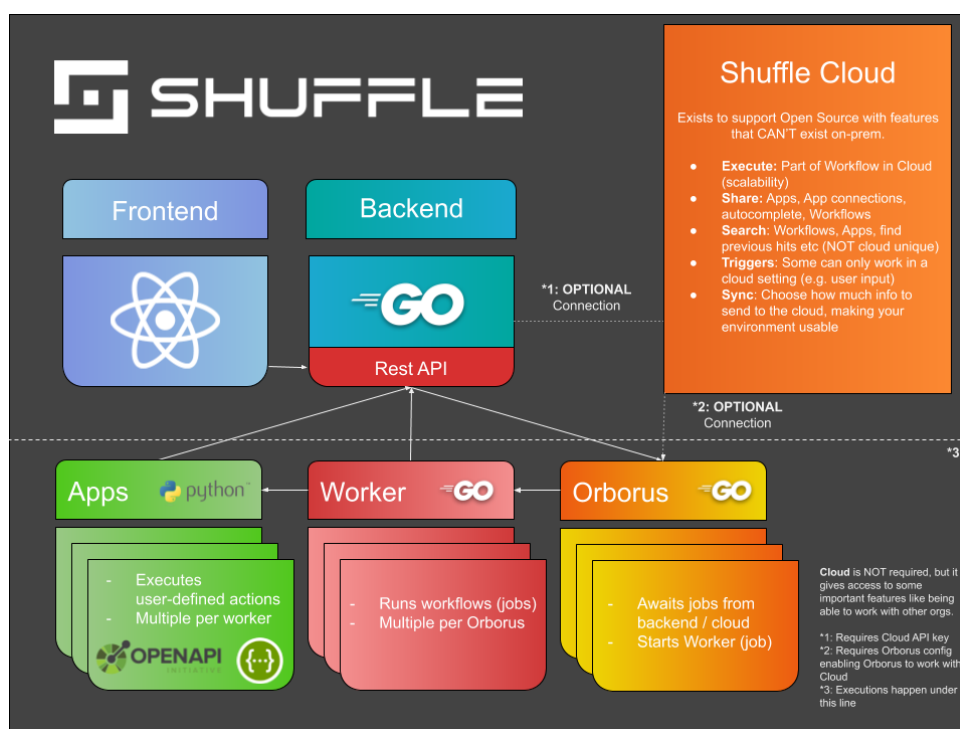 SHUFFLE
Shuffle Cloud
Exists to support Open Source with features
that CAN'T exist on-prem.
● Execute: Part of Workflow in Cloud
(scalability)
● Share: Apps, App connections,
autocomplete, Workflows
● Search: Workflows, Apps, find
previous hits etc (NOT cloud unique)
● Triggers: Some can only work in a
cloud setting (e.g. user input)
● Sync: Choose how much info to
send to the cloud, making your
environment usable
Frontend
Backend
GO
Rest API
*1: OPTIONAL
Connection
*2: OPTIONAL
Connection
*3
Apps
python
Worker
GO
Orborus
GO
- Executes
user-defined actions
- Multiple per worker
OPENAPI
INITIATIVE
{···}
- Runs workflows (jobs)
- Multiple per Orborus
- Awaits jobs from
backend / cloud
- Starts Worker (job)
Cloud is NOT required, but it
gives access to some
important features like being
able to work with other orgs.
*1: Requires Cloud API key
*2: Requires Orborus config
enabling Orborus to work with
Cloud
*3: Executions happen under
this line